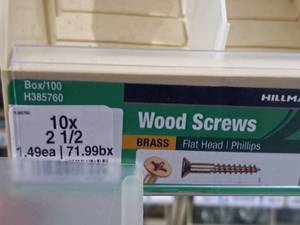 Box/100
H385760
HILLMA
10x
2 1/2
1.49ea | 71.99bx
Wood Screws
BRASS Flat Head / Phillips